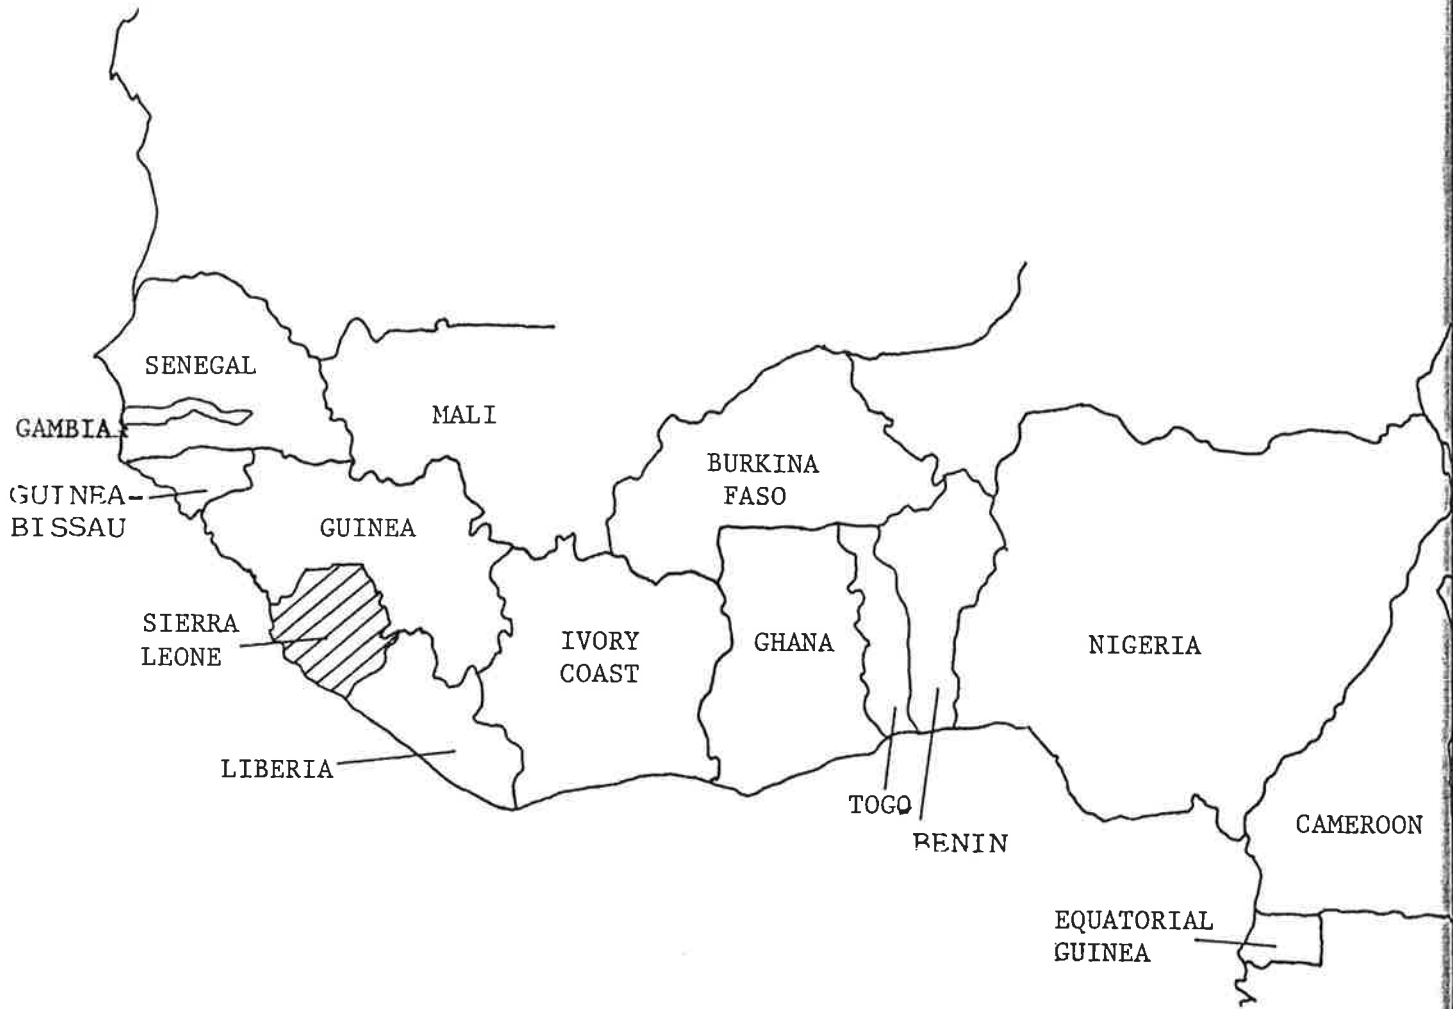 SENEGAL
GAMBIA
MALI
GUINEA-
BISSAU
GUINEA
BURKINA
FASO
SIERRA
LEONE
IVORY
COAST
GHANA
NIGERIA
LIBERIA
TOGO
BENIN
CAMEROON
EQUATORIAL
GUINEA